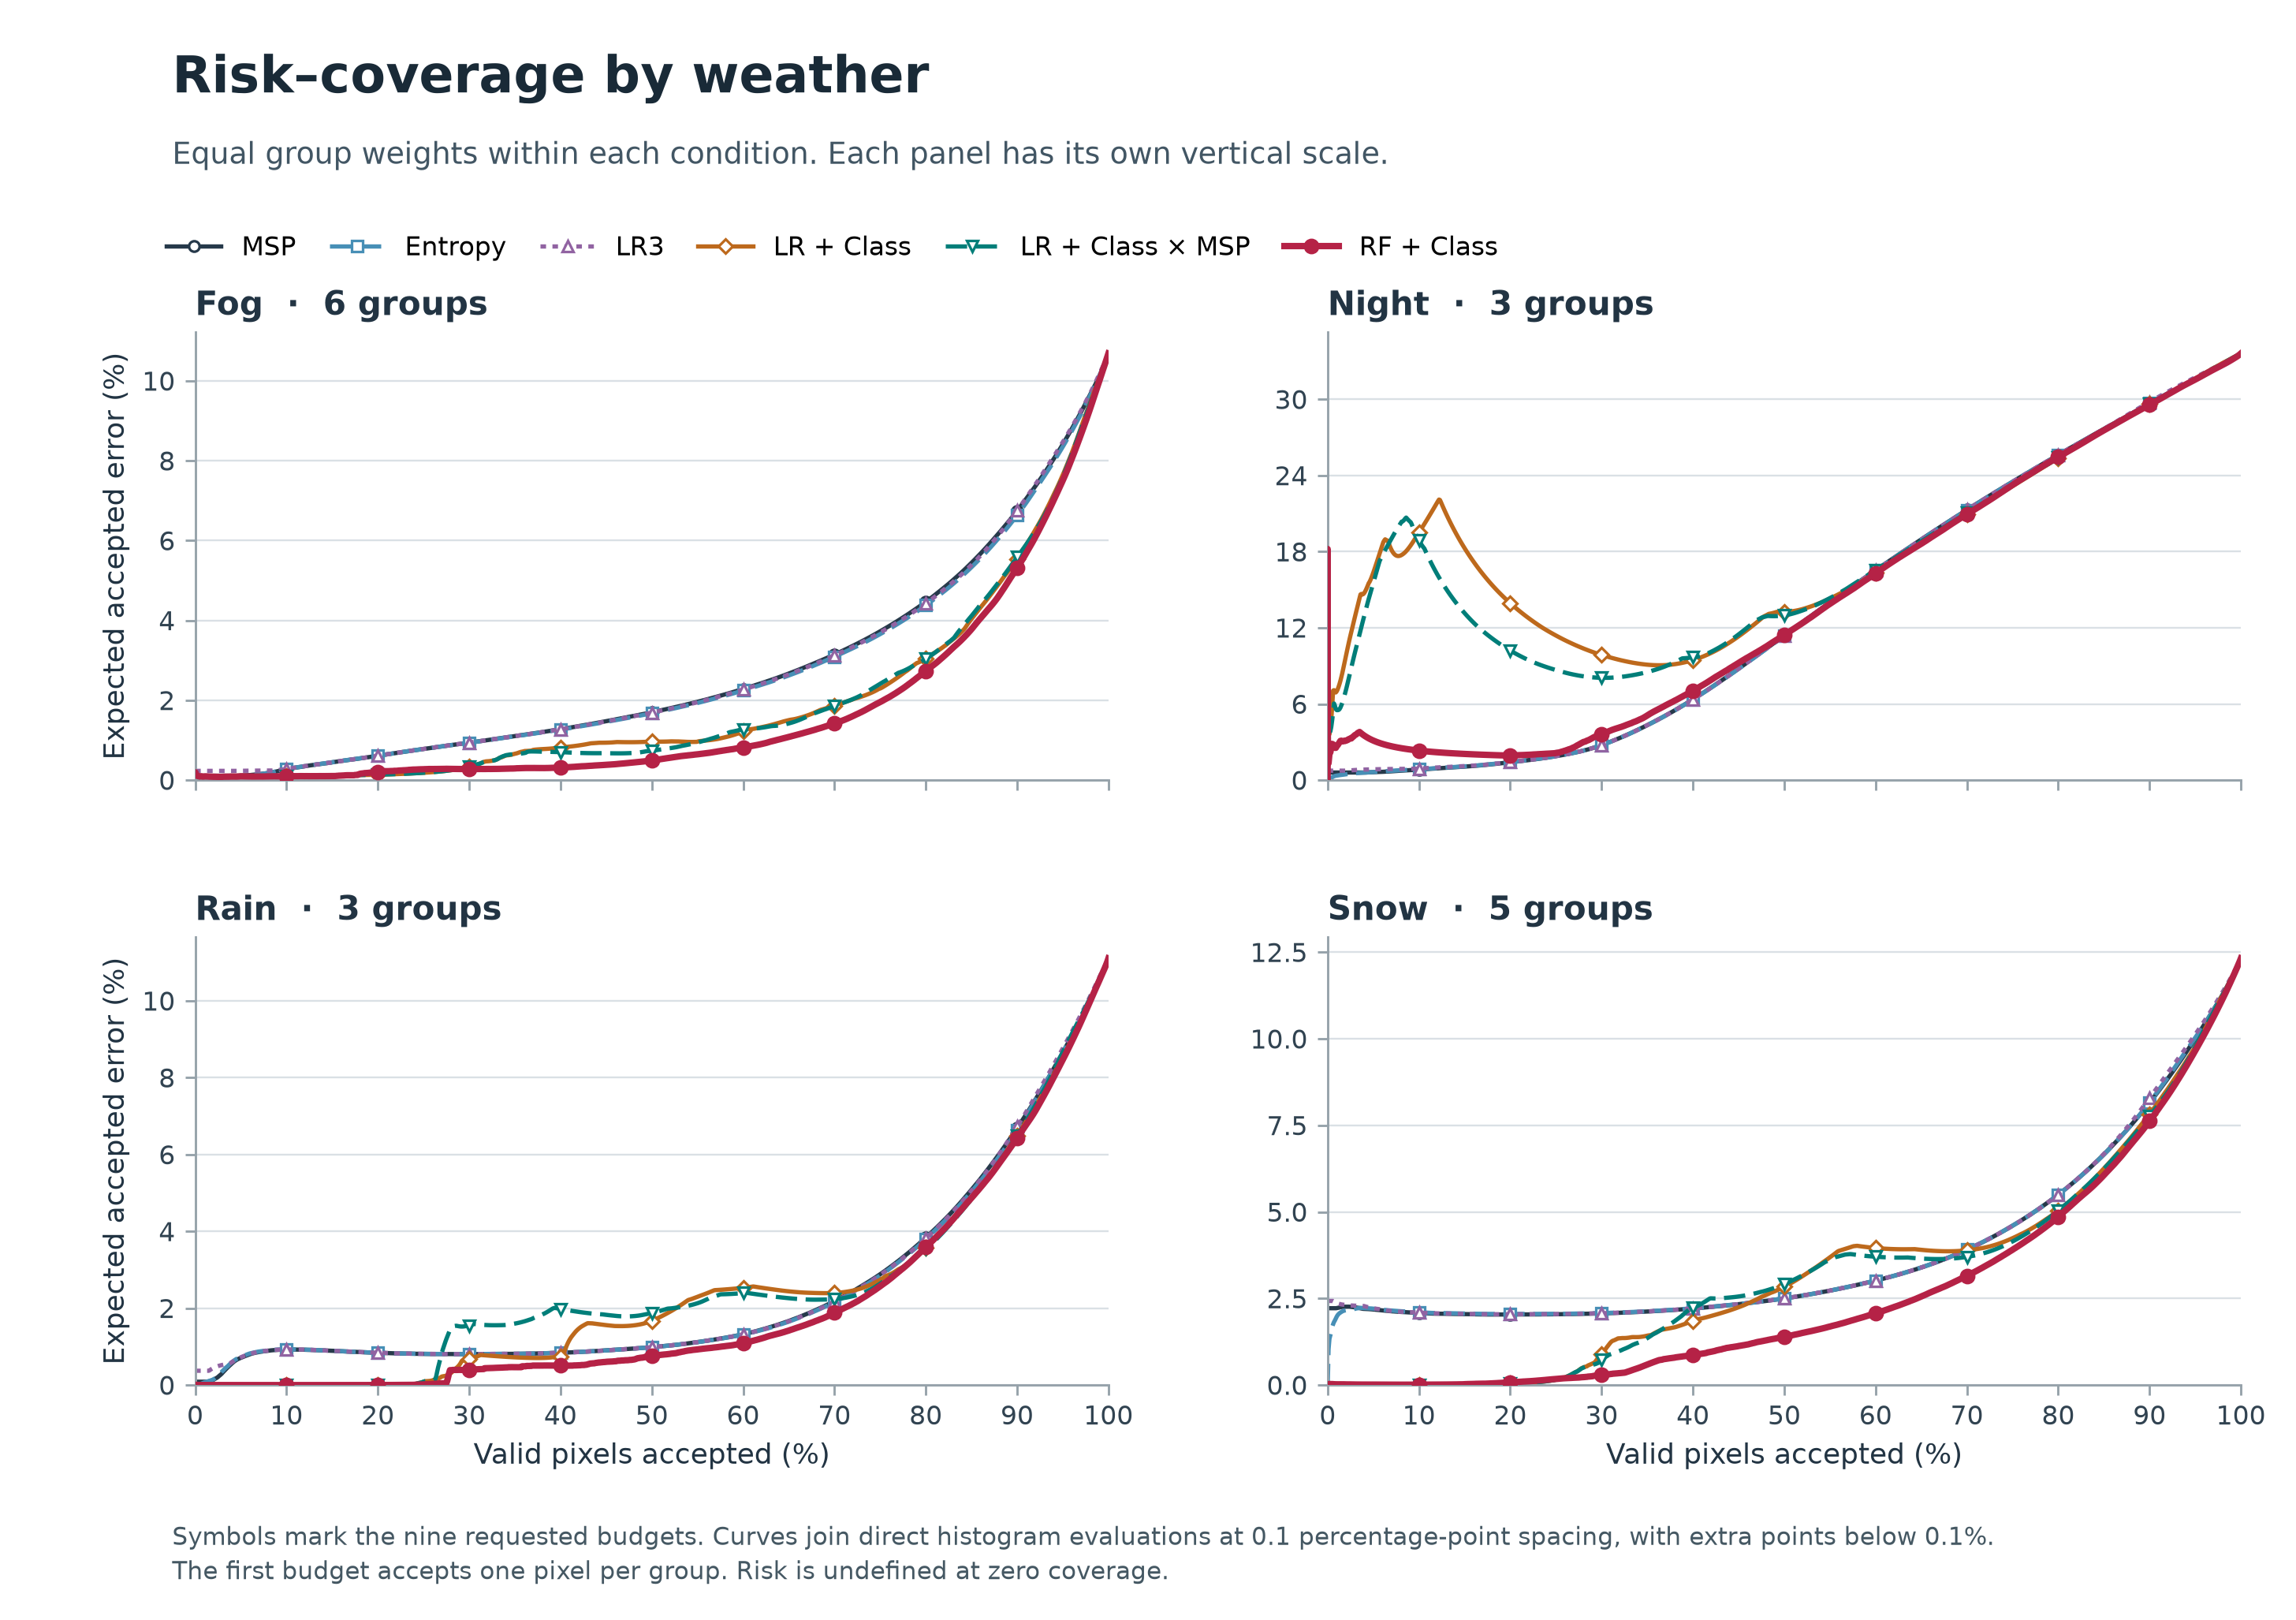 Risk–coverage by weather
Equal group weights within each condition. Each panel has its own vertical scale.
MSP Entropy LR3 LR + Class LR + Class × MSP RF + Class
Fog · 6 groups
Expected accepted error (%)
10
8
6
4
2
0
Night · 3 groups
30
24
18
12
6
0
Rain · 3 groups
Expected accepted error (%)
10
8
6
4
2
0
0 10 20 30 40 50 60 70 80 90 100
Valid pixels accepted (%)
Snow · 5 groups
12.5
10.0
7.5
5.0
2.5
0.0
0 10 20 30 40 50 60 70 80 90 100
Valid pixels accepted (%)
Symbols mark the nine requested budgets. Curves join direct histogram evaluations at 0.1 percentage-point spacing, with extra points below 0.1%.
The first budget accepts one pixel per group. Risk is undefined at zero coverage.